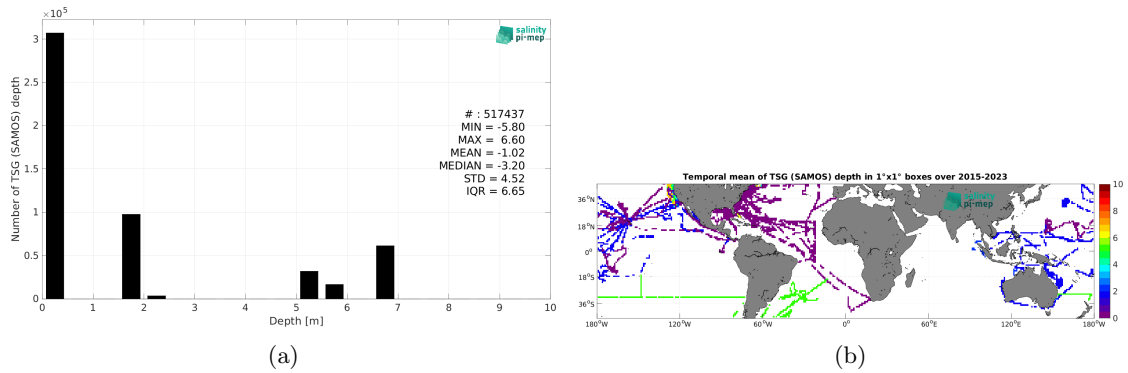 ×10⁵
3
2.5
2
1.5
1
0.5
0
Number of TSG (SAMOS) depth
salinity
pi-mep
# : 517437
MIN = -5.80
MAX = 6.60
MEAN = -1.02
MEDIAN = -3.20
STD = 4.52
IQR = 6.65
0 1 2 3 4 5 6 7 8 9 10
Depth [m]
(a)
Temporal mean of TSG (SAMOS) depth in 1°x1° boxes over 2015-2023
salinity
pi-mep
36°N
18°N
0°
18°S
36°S
180°W 120°W 60°W 0° 60°E 120°E 180°W
10
8
6
4
2
0
(b)